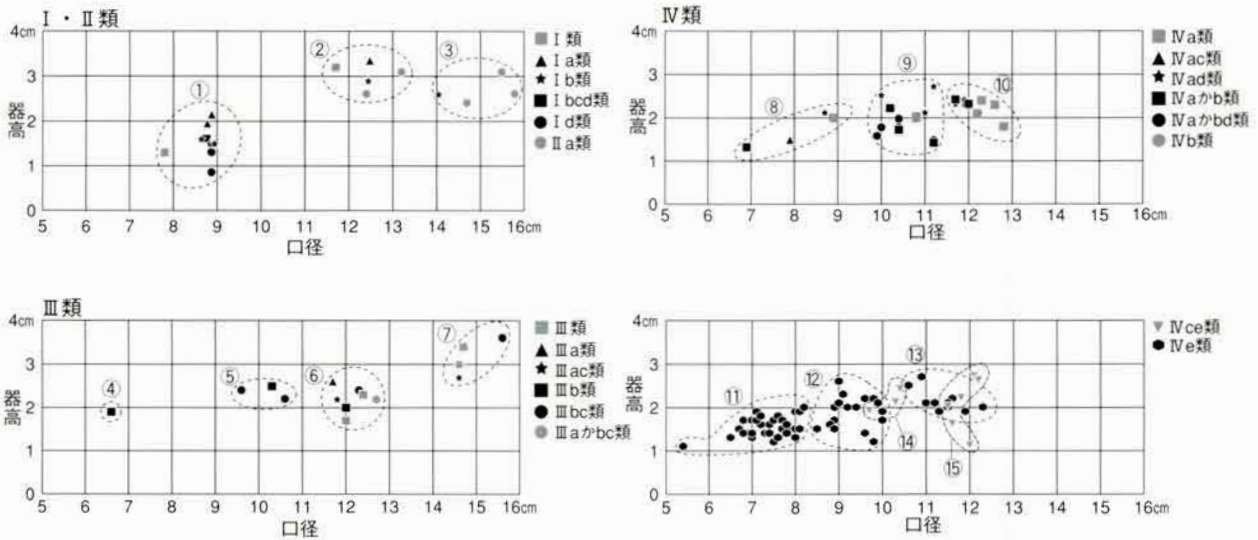 Ⅰ・Ⅱ類
4cm
3
2
1
0
器高
5 6 7 8 9 10 11 12 13 14 15 16cm
口径
① ② ③
Ⅰ類
Ⅰa類
Ⅰb類
Ⅰbcd類
Ⅰd類
Ⅱa類
Ⅳ類
4cm
3
2
1
0
器高
5 6 7 8 9 10 11 12 13 14 15 16cm
口径
⑧ ⑨ ⑩
Ⅳa類
Ⅳac類
Ⅳad類
Ⅳaかb類
Ⅳaかbd類
Ⅳb類
Ⅲ類
4cm
3
2
1
0
器高
5 6 7 8 9 10 11 12 13 14 15 16cm
口径
④ ⑤ ⑥ ⑦
Ⅲ類
Ⅲa類
Ⅲac類
Ⅲb類
Ⅲbc類
Ⅲaかbc類
4cm
3
2
1
0
器高
5 6 7 8 9 10 11 12 13 14 15 16cm
口径
⑪ ⑫ ⑬ ⑭ ⑮
Ⅳce類
Ⅳe類